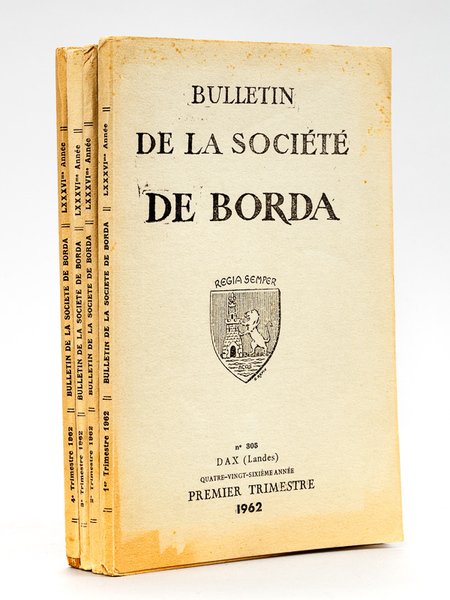 BULLETIN
DE LA SOCIÉTÉ
DE BORDA
REGIA SEMPER
nº 305
DAX (Landes)
QUATRE-VINGT-SIXIÈME ANNÉE
PREMIER TRIMESTRE
1962
1er Trimestre 1962 BULLETIN DE LA SOCIETE DE BORDA LXXXVIme Année
2e Trimestre 1962 BULLETIN DE LA SOCIETE DE BORDA LXXXVIme Année
3e Trimestre 1962 BULLETIN DE LA SOCIETE DE BORDA LXXXVIme Année
4e Trimestre 1962 BULLETIN DE LA SOCIETE DE BORDA LXXXVIme Année